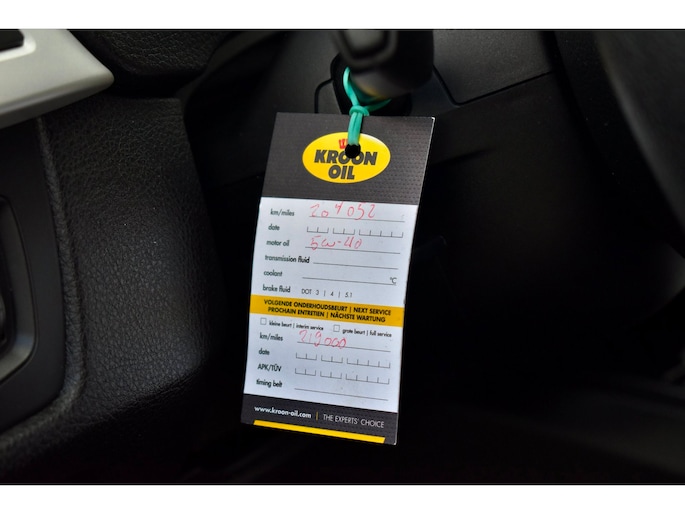 KROON
OIL
km/miles 204052
date
motor oil 5w-40
transmission fluid
coolant °C
brake fluid DOT 3 | 4 | 5.1
VOLGENDE ONDERHOUDSBEURT | NEXT SERVICE
PROCHAIN ENTRETIEN | NÄCHSTE WARTUNG
kleine beurt | interim service grote beurt | full service
km/miles 219000
date
APK/TÜV
timing belt
www.kroon-oil.com | THE EXPERTS' CHOICE